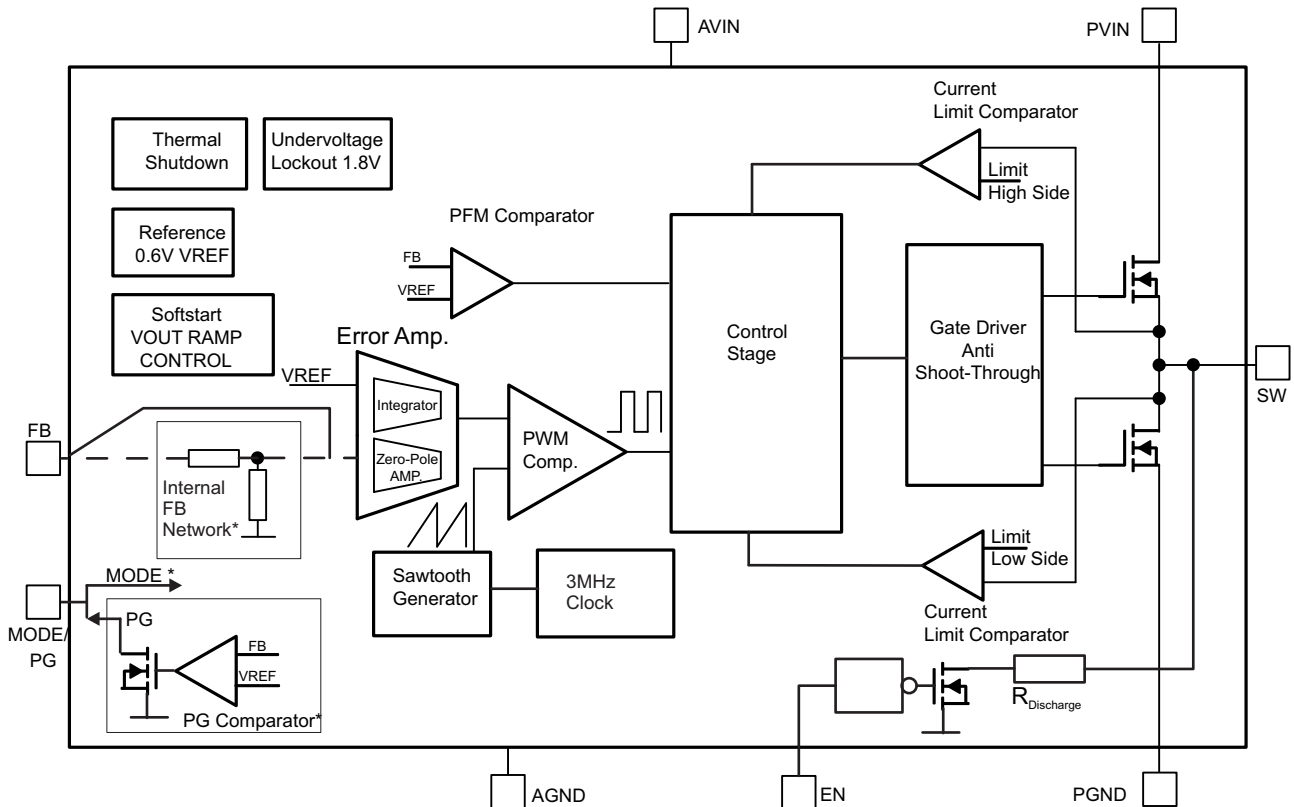 AVIN
PVIN
Thermal
Shutdown
Undervoltage
Lockout 1.8V
Current
Limit Comparator
Limit
High Side
Reference
0.6V VREF
PFM Comparator
FB
VREF
Softstart
VOUT RAMP
CONTROL
Error Amp.
VREF
Integrator
Zero-Pole
AMP.
PWM
Comp.
Control
Stage
Gate Driver
Anti
Shoot-Through
SW
FB
Internal
FB
Network*
MODE *
MODE/
PG
PG
FB
VREF
PG Comparator*
Sawtooth
Generator
3MHz
Clock
Limit
Low Side
Current
Limit Comparator
RDischarge
AGND
EN
PGND